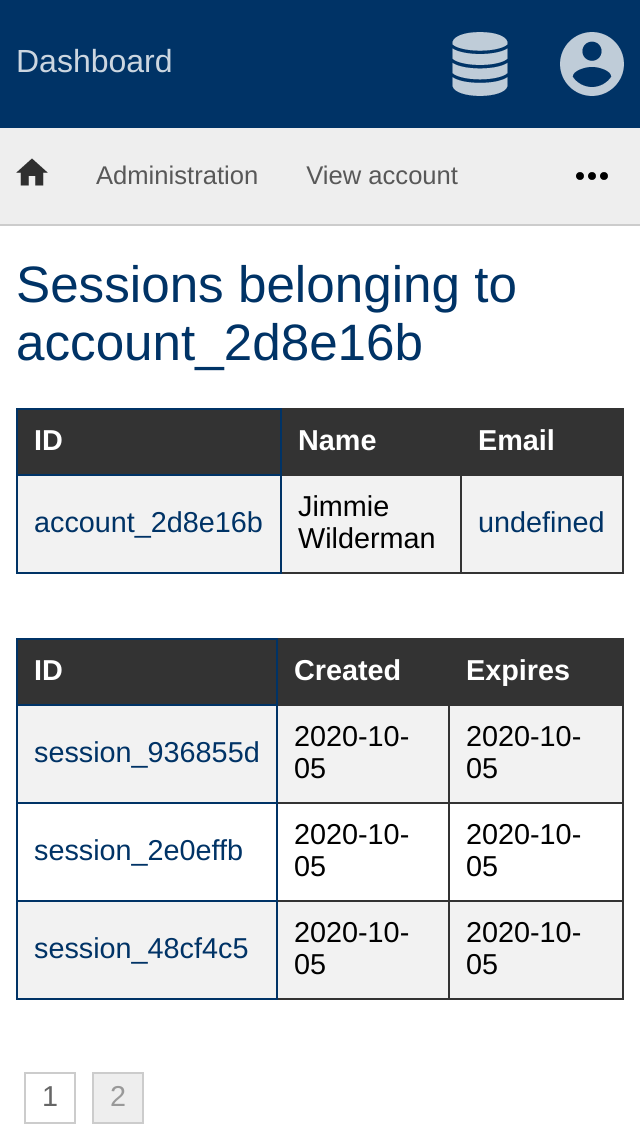 Dashboard
Administration View account
Sessions belonging to
account_2d8e16b
ID Name Email
account_2d8e16b Jimmie Wilderman undefined
ID Created Expires
session_936855d 2020-10-05 2020-10-05
session_2e0effb 2020-10-05 2020-10-05
session_48cf4c5 2020-10-05 2020-10-05
1 2